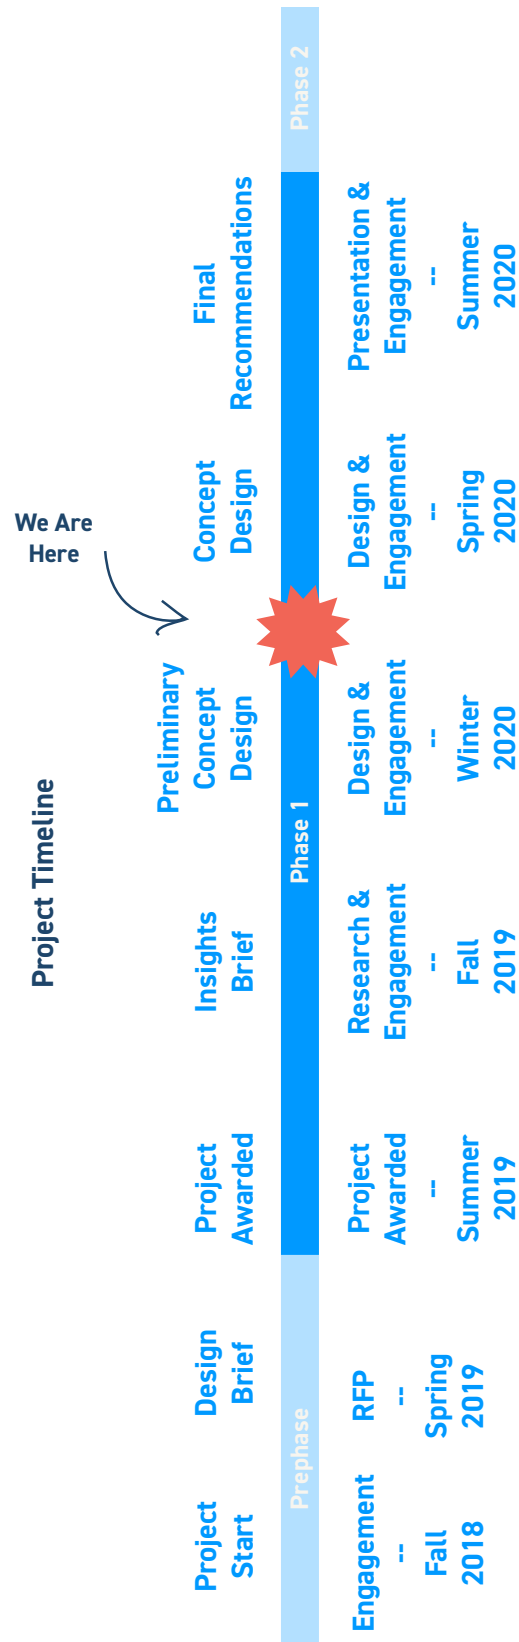 Project Timeline
We Are
Here
Project
Start
Design
Brief
Project
Awarded
Insights
Brief
Preliminary
Concept
Design
Concept
Design
Final
Recommendations
Prephase
Phase 1
Phase 2
Engagement
--
Fall
2018
RFP
--
Spring
2019
Project
Awarded
--
Summer
2019
Research &
Engagement
--
Fall
2019
Design &
Engagement
--
Winter
2020
Design &
Engagement
--
Spring
2020
Presentation &
Engagement
--
Summer
2020